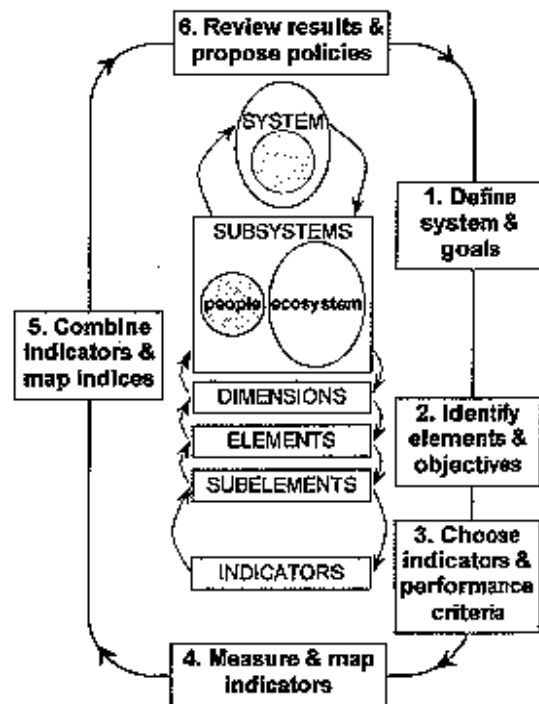 6. Review results &
propose policies
SYSTEM
1. Define
system &
goals
SUBSYSTEMS
people
ecosystem
5. Combine
indicators &
map indices
DIMENSIONS
2. Identify
elements &
objectives
ELEMENTS
SUBELEMENTS
3. Choose
indicators &
performance
criteria
INDICATORS
4. Measure & map
indicators